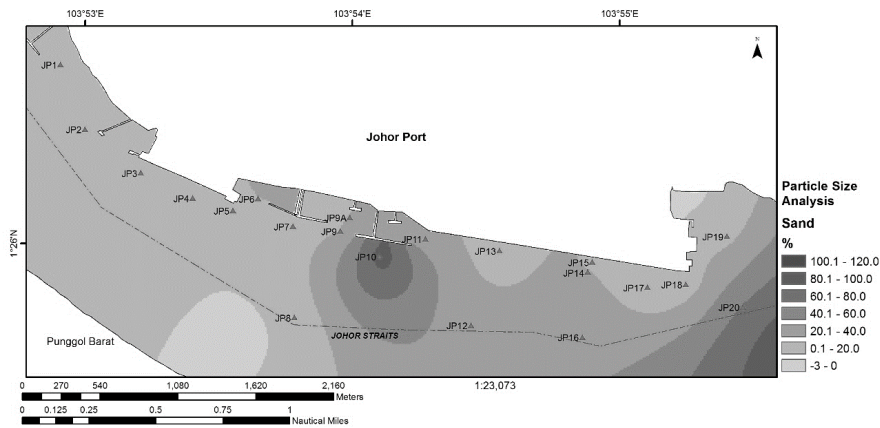 103°53'E 103°54'E 103°55'E
N
JP1
Johor Port
JP2
JP3
JP4
JP5
JP6
JP7
JP9A
JP9
JP11
JP10
JP13
JP15
JP14
JP17
JP18
JP19
JP20
JP8
JP12
JP16
JOHOR STRAITS
Punggol Barat
1°26'N
Particle Size
Analysis
Sand
%
100.1 - 120.0
80.1 - 100.0
60.1 - 80.0
40.1 - 60.0
20.1 - 40.0
0.1 - 20.0
-3 - 0
0 270 540 1,080 1,620 2,160
Meters
1:23,073
0 0.125 0.25 0.5 0.75 1
Nautical Miles